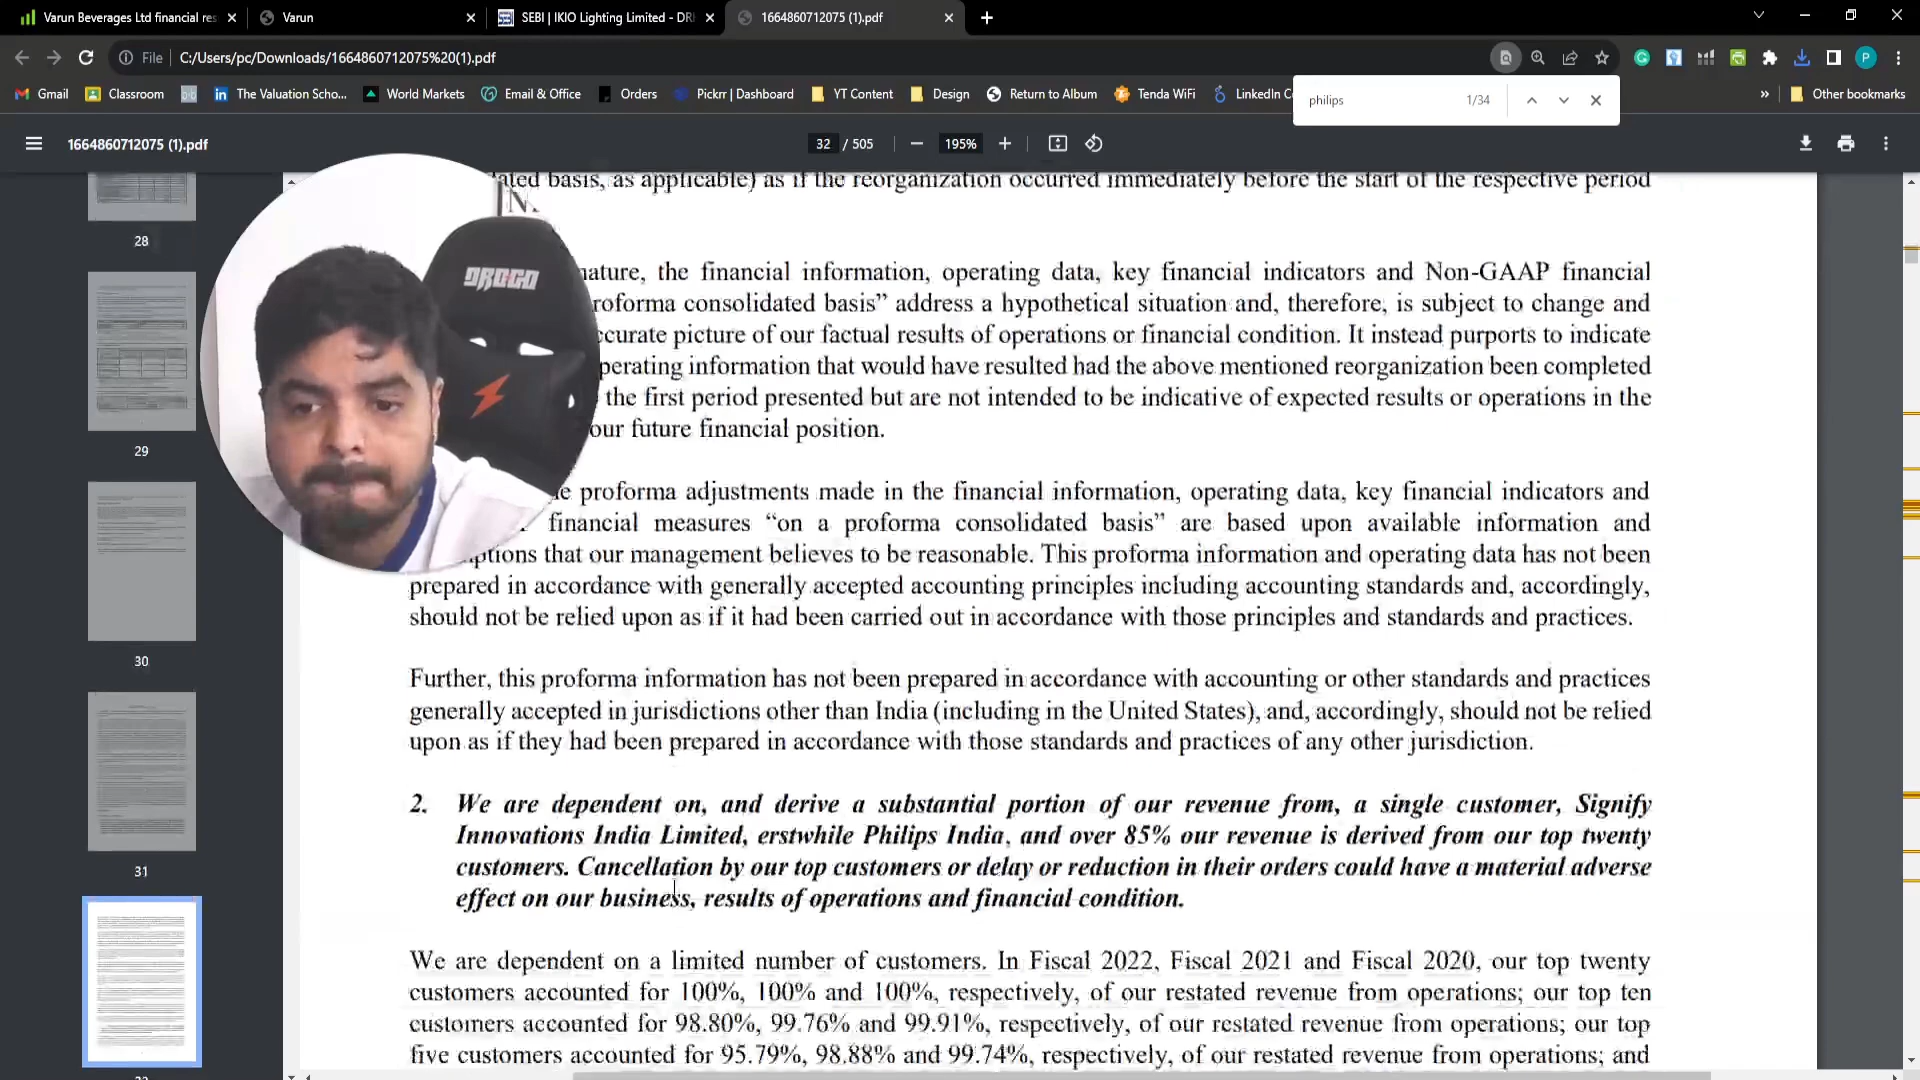 Varun Beverages Ltd financial res
Varun
SEBI | IKIO Lighting Limited - DRH
1664860712075 (1).pdf
File
C:/Users/pc/Downloads/1664860712075%20(1).pdf
P
Gmail
Classroom
The Valuation Scho...
World Markets
Email & Office
Orders
Pickrr | Dashboard
YT Content
Design
Return to Album
Tenda WiFi
LinkedIn C
Other bookmarks
philips
1/34
1664860712075 (1).pdf
32 / 505
195%
28
29
30
31
DROGO
lated basis, as applicable) as if the reorganization occurred immediately before the start of the respective period
nature, the financial information, operating data, key financial indicators and Non-GAAP financial
roforma consolidated basis” address a hypothetical situation and, therefore, is subject to change and
ccurate picture of our factual results of operations or financial condition. It instead purports to indicate
perating information that would have resulted had the above mentioned reorganization been completed
the first period presented but are not intended to be indicative of expected results or operations in the
our future financial position.
e proforma adjustments made in the financial information, operating data, key financial indicators and
financial measures “on a proforma consolidated basis” are based upon available information and
mptions that our management believes to be reasonable. This proforma information and operating data has not been
prepared in accordance with generally accepted accounting principles including accounting standards and, accordingly,
should not be relied upon as if it had been carried out in accordance with those principles and standards and practices.
Further, this proforma information has not been prepared in accordance with accounting or other standards and practices
generally accepted in jurisdictions other than India (including in the United States), and, accordingly, should not be relied
upon as if they had been prepared in accordance with those standards and practices of any other jurisdiction.
2. We are dependent on, and derive a substantial portion of our revenue from, a single customer, Signify
Innovations India Limited, erstwhile Philips India, and over 85% our revenue is derived from our top twenty
customers. Cancellation by our top customers or delay or reduction in their orders could have a material adverse
effect on our business, results of operations and financial condition.
We are dependent on a limited number of customers. In Fiscal 2022, Fiscal 2021 and Fiscal 2020, our top twenty
customers accounted for 100%, 100% and 100%, respectively, of our restated revenue from operations; our top ten
customers accounted for 98.80%, 99.76% and 99.91%, respectively, of our restated revenue from operations; our top
five customers accounted for 95.79%, 98.88% and 99.74%, respectively, of our restated revenue from operations; and